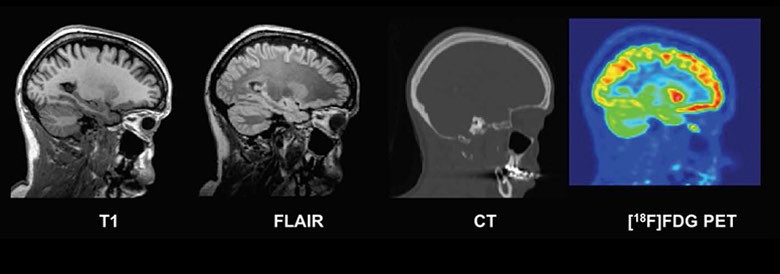 T1
FLAIR
CT
[¹⁸F]FDG PET